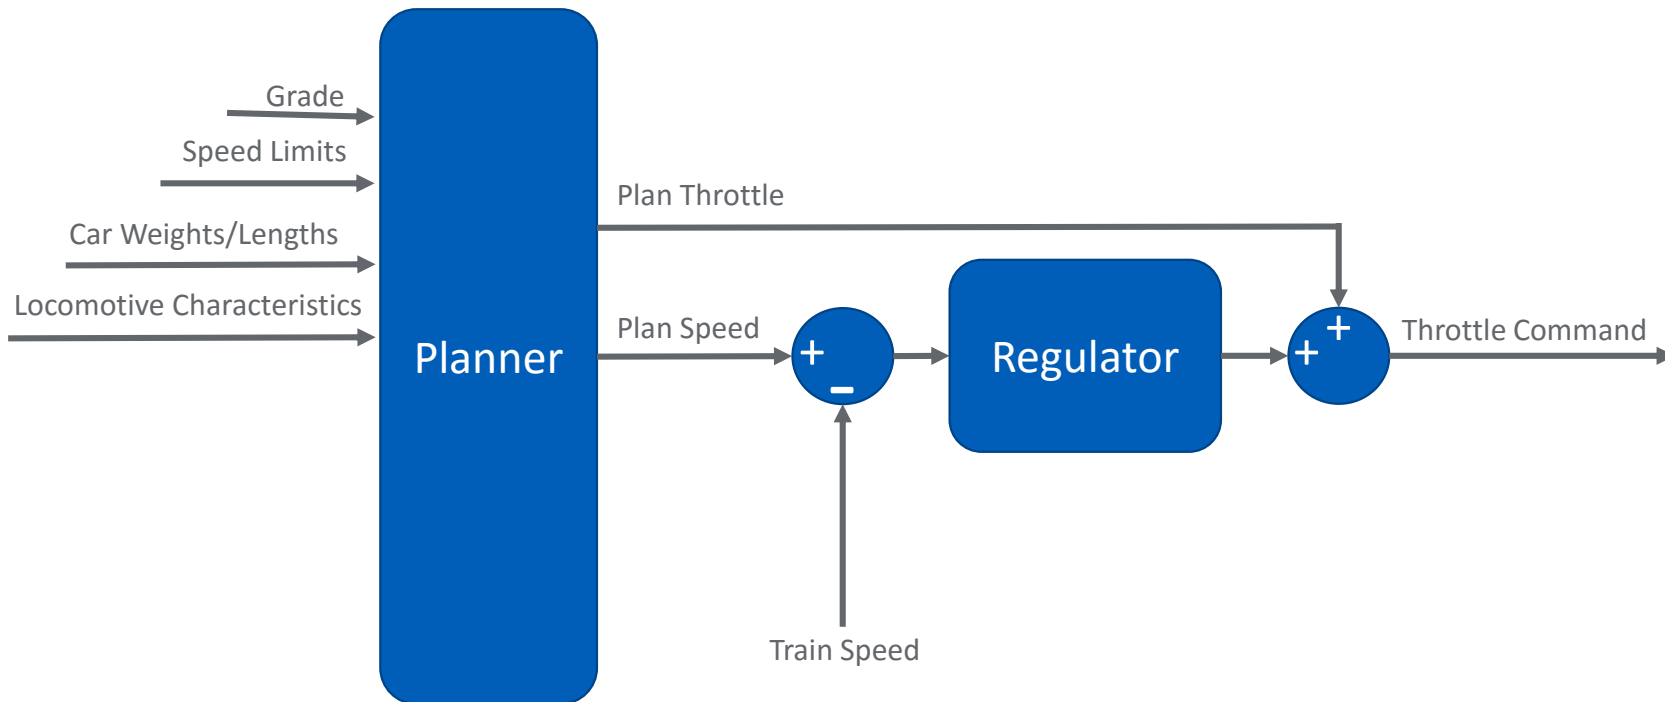 Grade
Speed Limits
Car Weights/Lengths
Locomotive Characteristics
Planner
Plan Throttle
Plan Speed
+
−
Train Speed
Regulator
+
+
Throttle Command